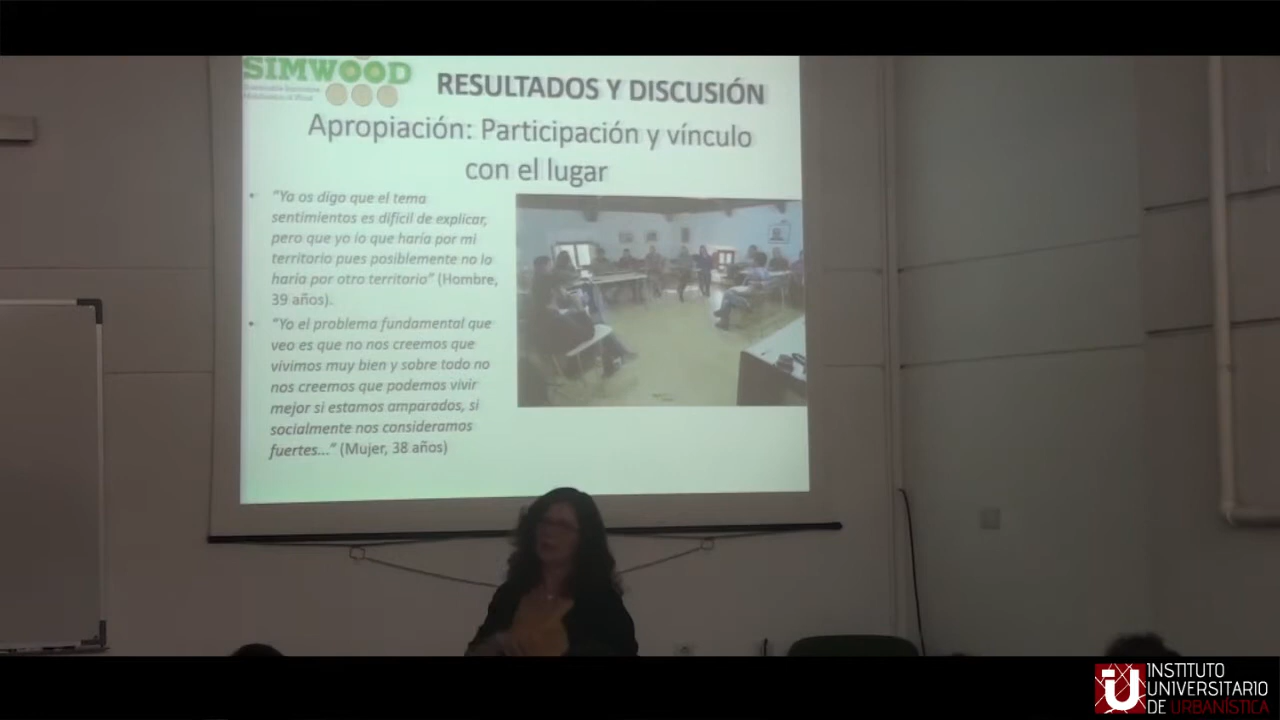 SIMWOOD
RESULTADOS Y DISCUSIÓN
Apropiación: Participación y vínculo
con el lugar
• "Ya os digo que el tema
sentimientos es difícil de explicar,
pero que yo lo que haría por mi
territorio pues posiblemente no lo
haría por otro territorio" (Hombre,
39 años).
• "Yo el problema fundamental que
veo es que no nos creemos que
vivimos muy bien y sobre todo no
nos creemos que podemos vivir
mejor si estamos amparados, si
socialmente nos consideramos
fuertes..." (Mujer, 38 años)
INSTITUTO
UNIVERSITARIO
DE URBANÍSTICA